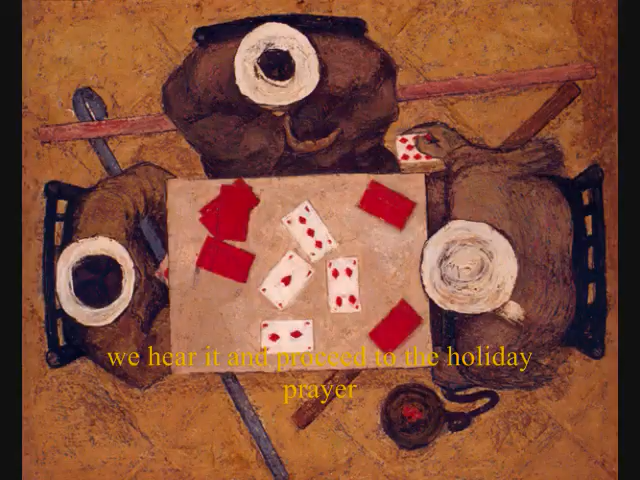 we hear it and proceed to the holiday
prayer